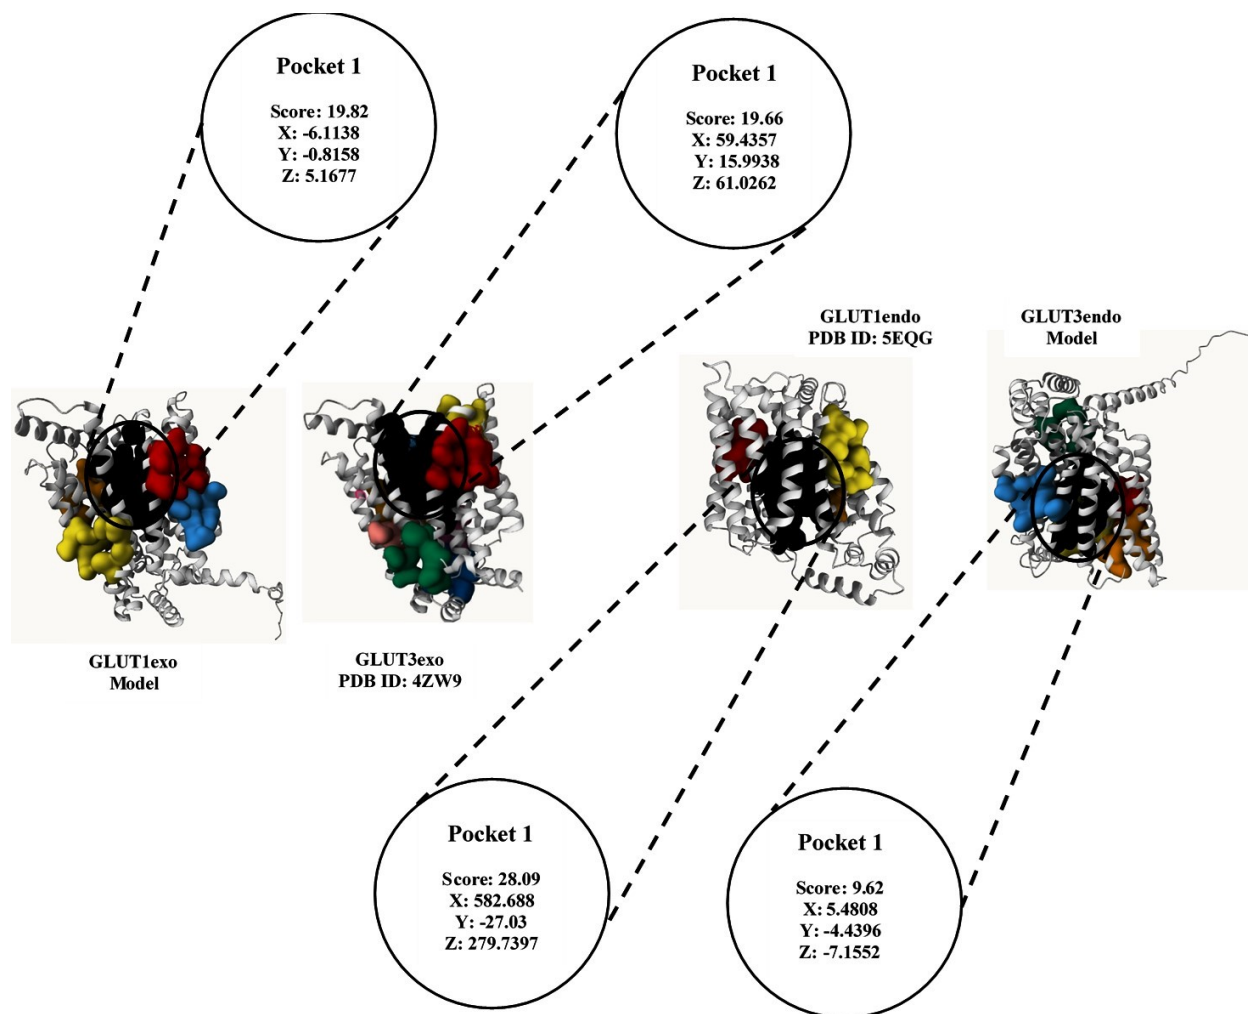 Pocket 1
Score: 19.82
X: -6.1138
Y: -0.8158
Z: 5.1677
Pocket 1
Score: 19.66
X: 59.4357
Y: 15.9938
Z: 61.0262
GLUT1endo
PDB ID: 5EQG
GLUT3endo
Model
GLUT1exo
Model
GLUT3exo
PDB ID: 4ZW9
Pocket 1
Score: 28.09
X: 582.688
Y: -27.03
Z: 279.7397
Pocket 1
Score: 9.62
X: 5.4808
Y: -4.4396
Z: -7.1552